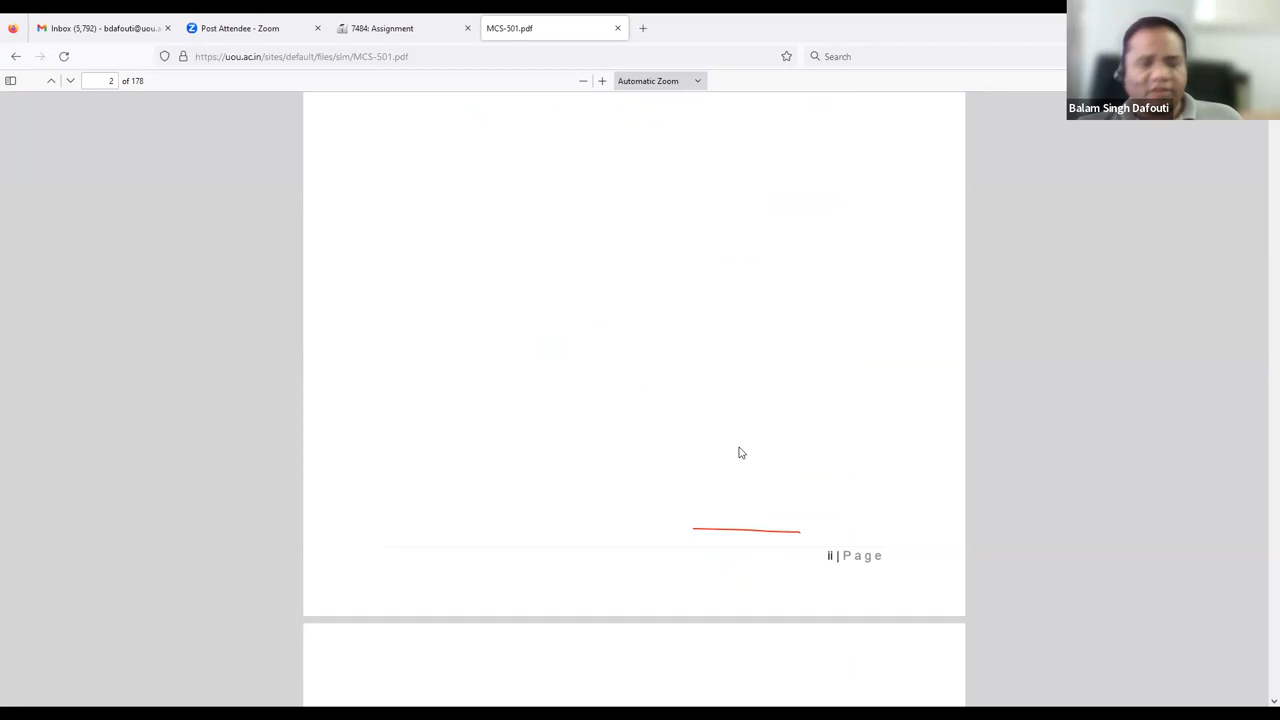 Inbox (5,792) - bdafouti@uou.
Post Attendee - Zoom
7484: Assignment
MCS-501.pdf
https://uou.ac.in/sites/default/files/slm/MCS-501.pdf
Search
2 of 178
Automatic Zoom
Balam Singh Dafouti
ii | P a g e